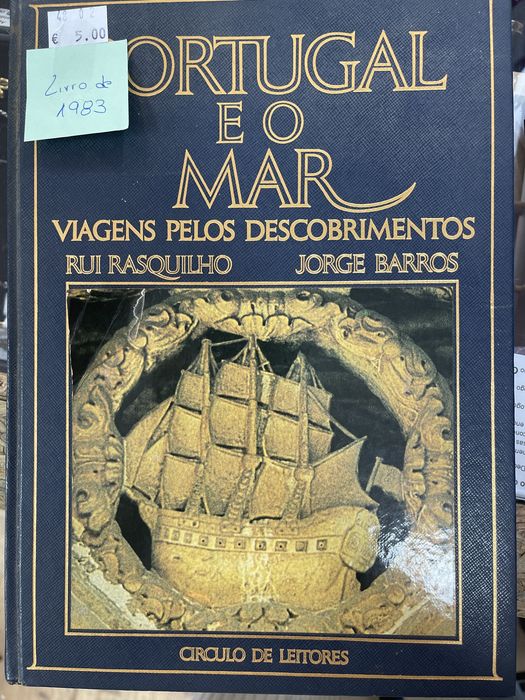 € 5.00
Livro de
1983
PORTUGAL
E O
MAR
VIAGENS PELOS DESCOBRIMENTOS
RUI RASQUILHO JORGE BARROS
CIRCULO DE LEITORES